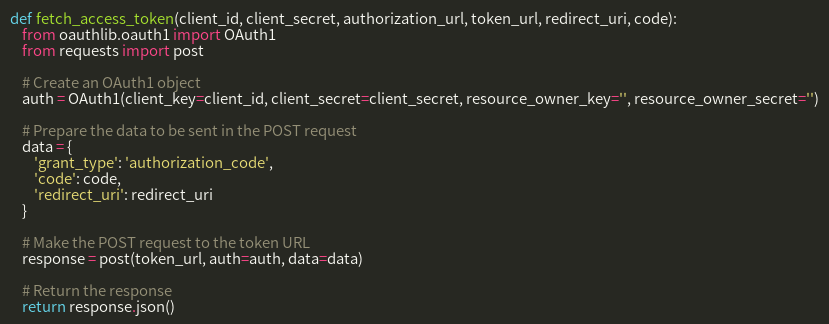 def fetch_access_token(client_id, client_secret, authorization_url, token_url, redirect_uri, code):
from oauthlib.oauth1 import OAuth1
from requests import post
# Create an OAuth1 object
auth = OAuth1(client_key=client_id, client_secret=client_secret, resource_owner_key='', resource_owner_secret='')
# Prepare the data to be sent in the POST request
data = {
'grant_type': 'authorization_code',
'code': code,
'redirect_uri': redirect_uri
}
# Make the POST request to the token URL
response = post(token_url, auth=auth, data=data)
# Return the response
return response.json()